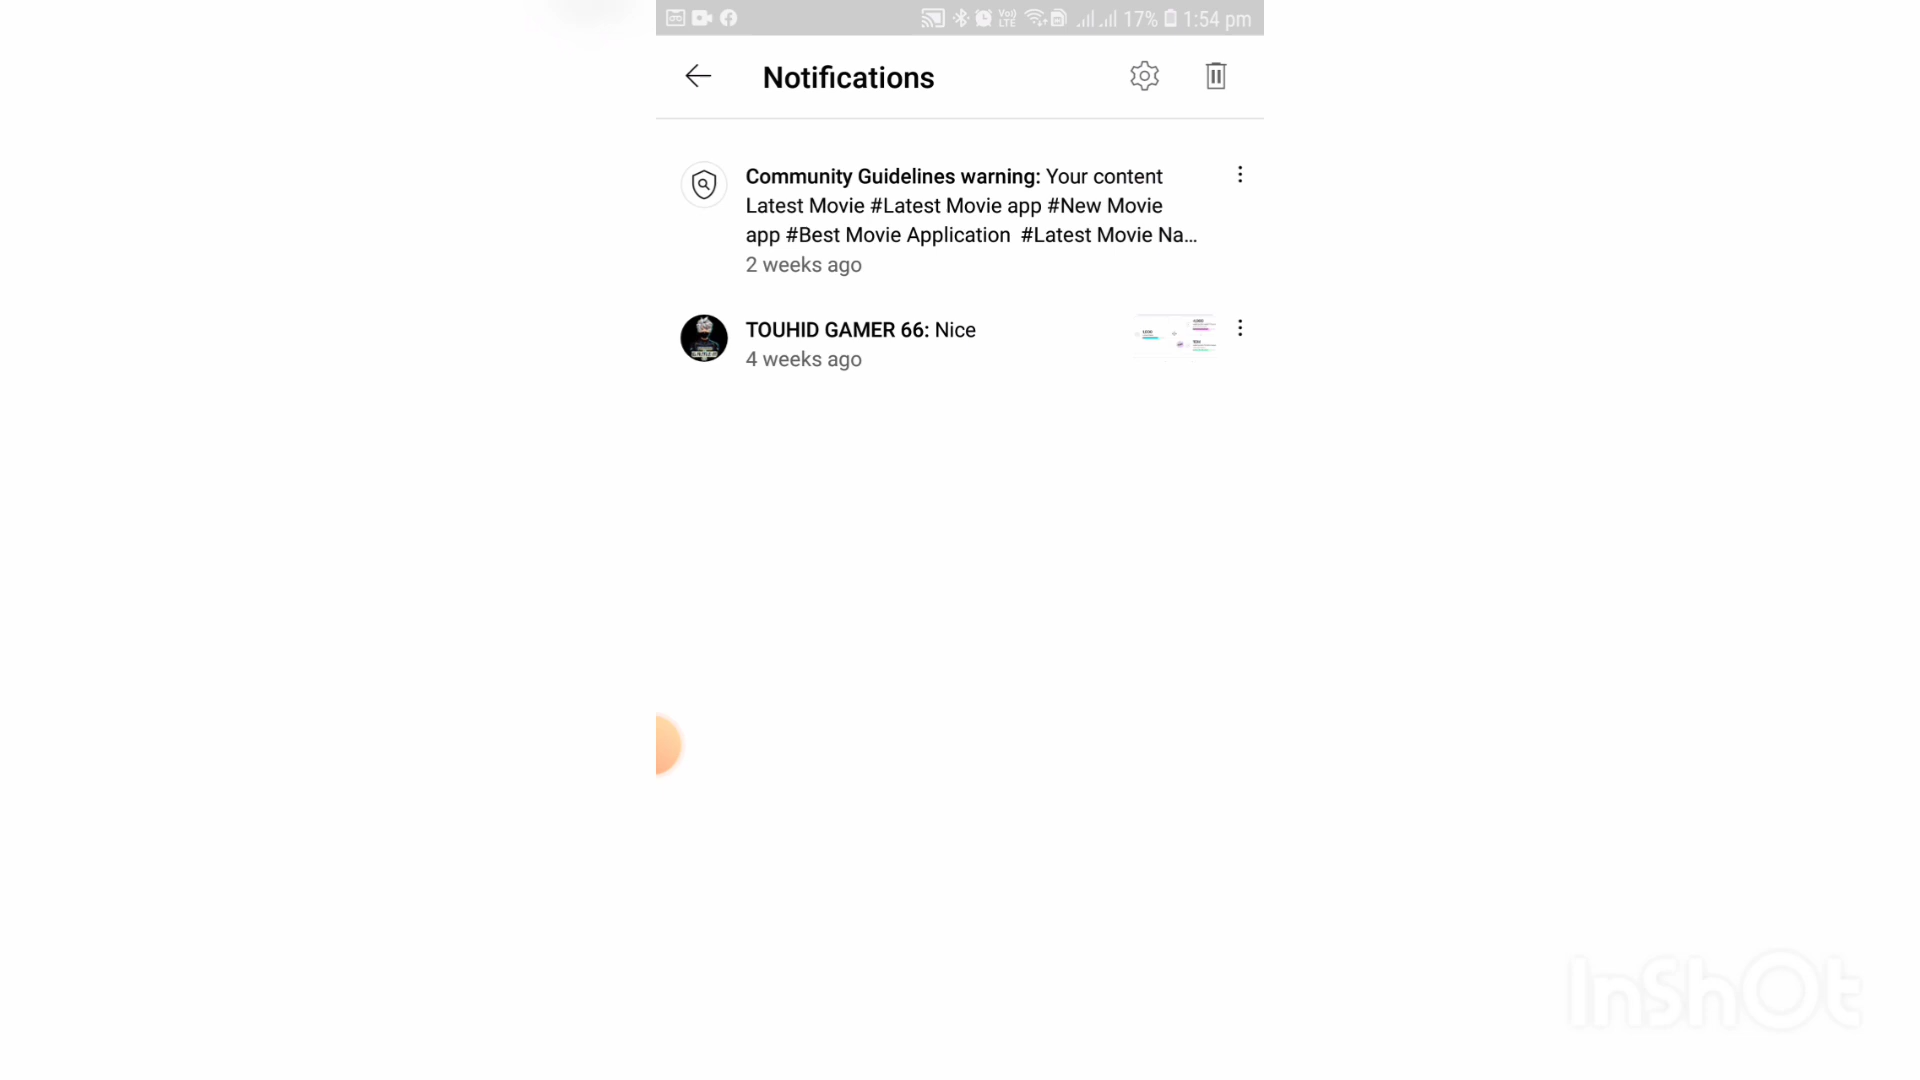 17% 1:54 pm
Notifications
Community Guidelines warning: Your content
Latest Movie #Latest Movie app #New Movie
app #Best Movie Application #Latest Movie Na...
2 weeks ago
TOUHID GAMER 66: Nice
4 weeks ago
InShOt